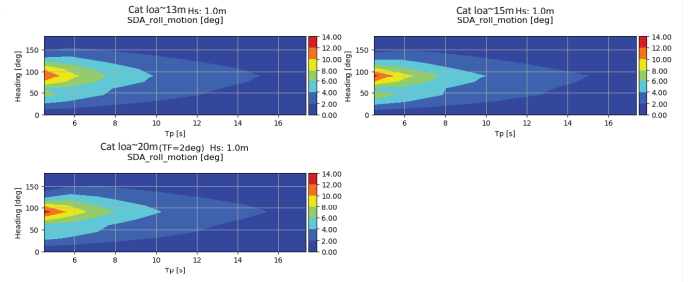 Cat loa~13m Hs: 1.0m
SDA_roll_motion [deg]
Heading [deg]
150
100
50
0
6 8 10 12 14 16
Tp [s]
14.00
12.00
10.00
8.00
6.00
4.00
2.00
0.00
Cat loa~15m Hs: 1.0m
SDA_roll_motion [deg]
Heading [deg]
150
100
50
0
6 8 10 12 14 16
Tp [s]
14.00
12.00
10.00
8.00
6.00
4.00
2.00
0.00
Cat loa~20m (TF=2deg) Hs: 1.0m
SDA_roll_motion [deg]
Heading [deg]
150
100
50
0
6 8 10 12 14 16
Tp [s]
14.00
12.00
10.00
8.00
6.00
4.00
2.00
0.00